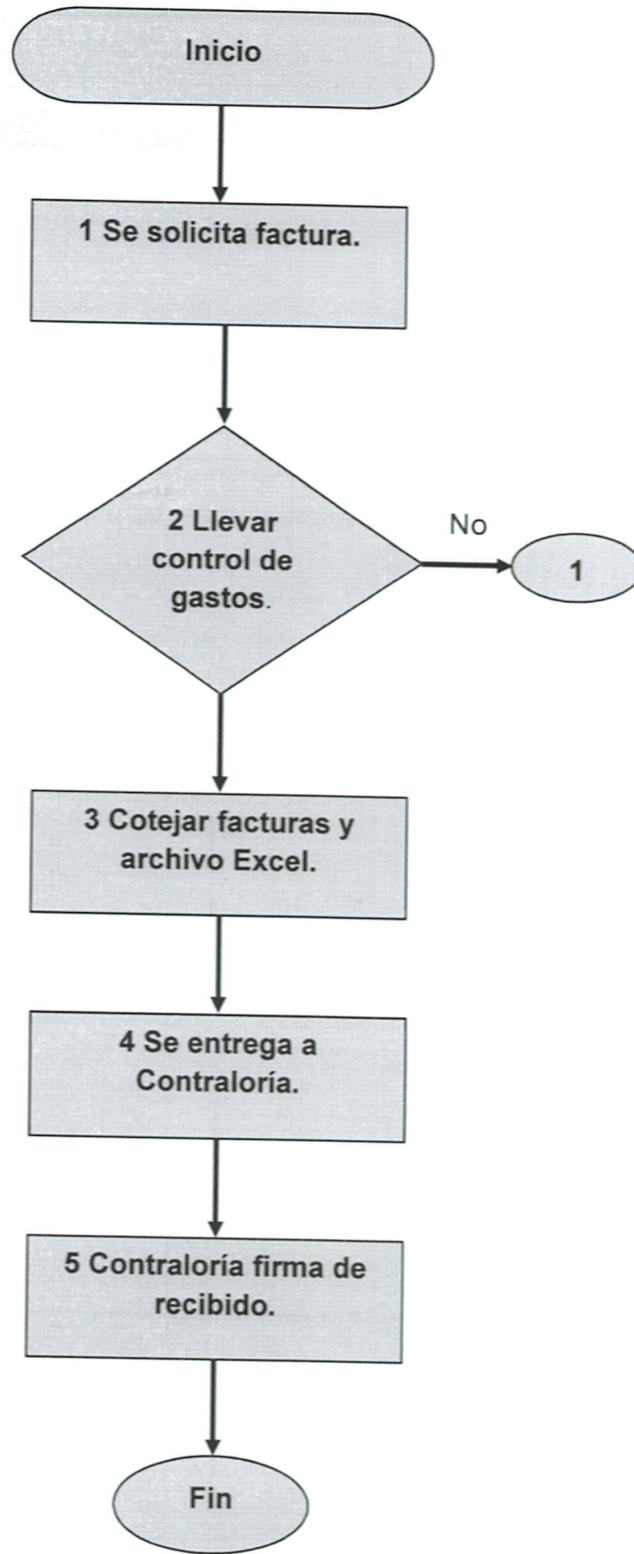 Inicio
1 Se solicita factura.
2 Llevar
control de
gastos.
No
1
3 Cotejar facturas y
archivo Excel.
4 Se entrega a
Contraloría.
5 Contraloría firma de
recibido.
Fin